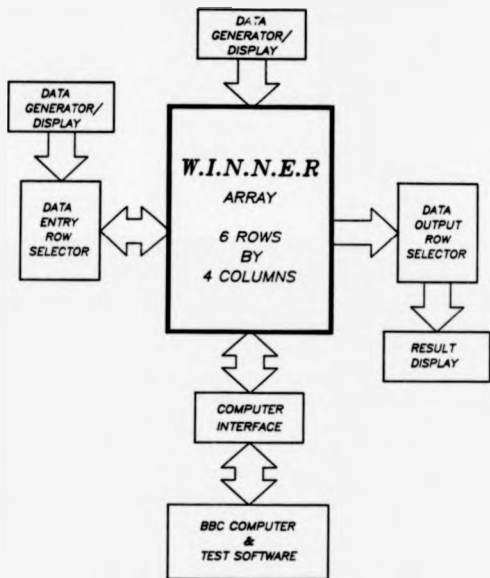 DATA
GENERATOR/
DISPLAY
DATA
GENERATOR/
DISPLAY
W.I.N.N.E.R
ARRAY
6 ROWS
BY
4 COLUMNS
DATA
ENTRY
ROW
SELECTOR
DATA
OUTPUT
ROW
SELECTOR
RESULT
DISPLAY
COMPUTER
INTERFACE
BBC COMPUTER
&
TEST SOFTWARE